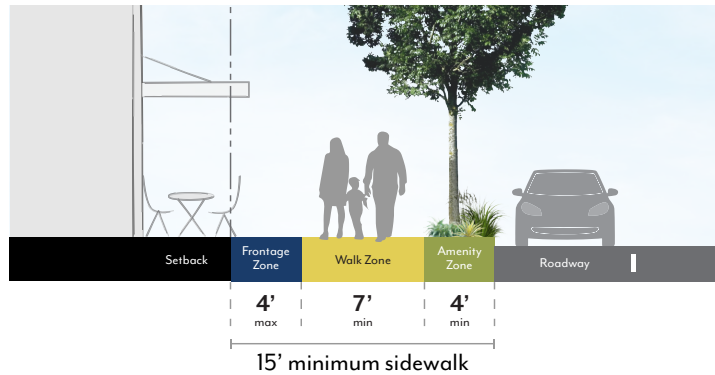 Setback
Frontage
Zone
Walk Zone
Amenity
Zone
Roadway
4’
max
7’
min
4’
min
15’ minimum sidewalk